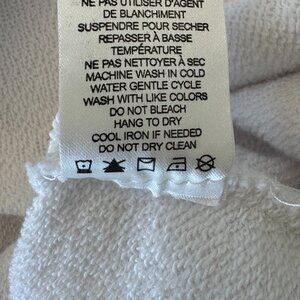 NE PAS UTILISER D'AGENT
DE BLANCHIMENT
SUSPENDRE POUR SECHER
REPASSER À BASSE
TEMPÉRATURE
NE PAS NETTOYER À SEC
MACHINE WASH IN COLD
WATER GENTLE CYCLE
WASH WITH LIKE COLORS
DO NOT BLEACH
HANG TO DRY
COOL IRON IF NEEDED
DO NOT DRY CLEAN